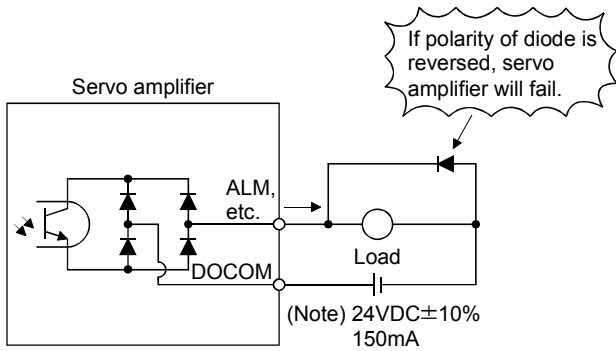 If polarity of diode is
reversed, servo
amplifier will fail.
Servo amplifier
ALM,
etc.
Load
DOCOM
(Note) 24VDC±10%
150mA